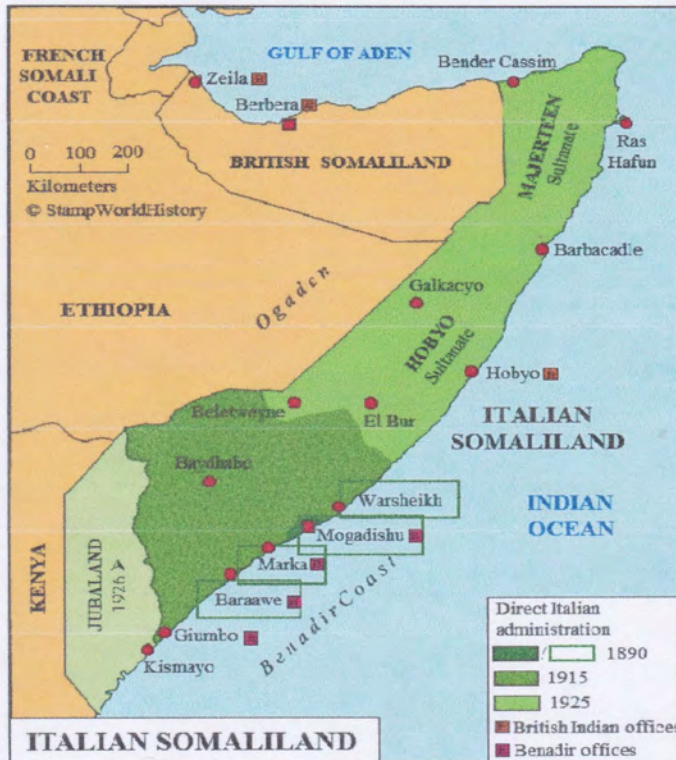 GULF OF ADEN
Bender Cassim
FRENCH
SOMALI
COAST
Zeila
Berbera
MAJERTEEN
Sultanate
Ras
Hafun
BRITISH SOMALILAND
0 100 200
Kilometers
© StampWorldHistory
Barbacadle
Ogaden
Galkacyo
ETHIOPIA
HOBYO
Sultanate
Hobyo
Beletweyne
El Bur
ITALIAN
SOMALILAND
Baydhabo
Warsheikh
INDIAN
OCEAN
Mogadishu
Marka
KENYA
JUBALAND
1926
Baraawe
Benadir Coast
Giumbo
Kismayo
Direct Italian
administration
/ 1890
1915
1925
British Indian offices
Benadir offices
ITALIAN SOMALILAND